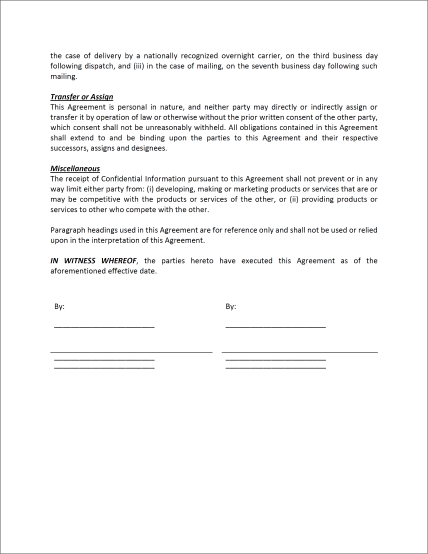 the case of delivery by a nationally recognized overnight carrier, on the third business day
following dispatch, and (iii) in the case of mailing, on the seventh business day following such
mailing.
Transfer or Assign
This Agreement is personal in nature, and neither party may directly or indirectly assign or
transfer it by operation of law or otherwise without the prior written consent of the other party,
which consent shall not be unreasonably withheld. All obligations contained in this Agreement
shall extend to and be binding upon the parties to this Agreement and their respective
successors, assigns and designees.
Miscellaneous
The receipt of Confidential Information pursuant to this Agreement shall not prevent or in any
way limit either party from: (i) developing, making or marketing products or services that are or
may be competitive with the products or services of the other, or (ii) providing products or
services to other who compete with the other.
Paragraph headings used in this Agreement are for reference only and shall not be used or relied
upon in the interpretation of this Agreement.
IN WITNESS WHEREOF, the parties hereto have executed this Agreement as of the
aforementioned effective date.
By: By: